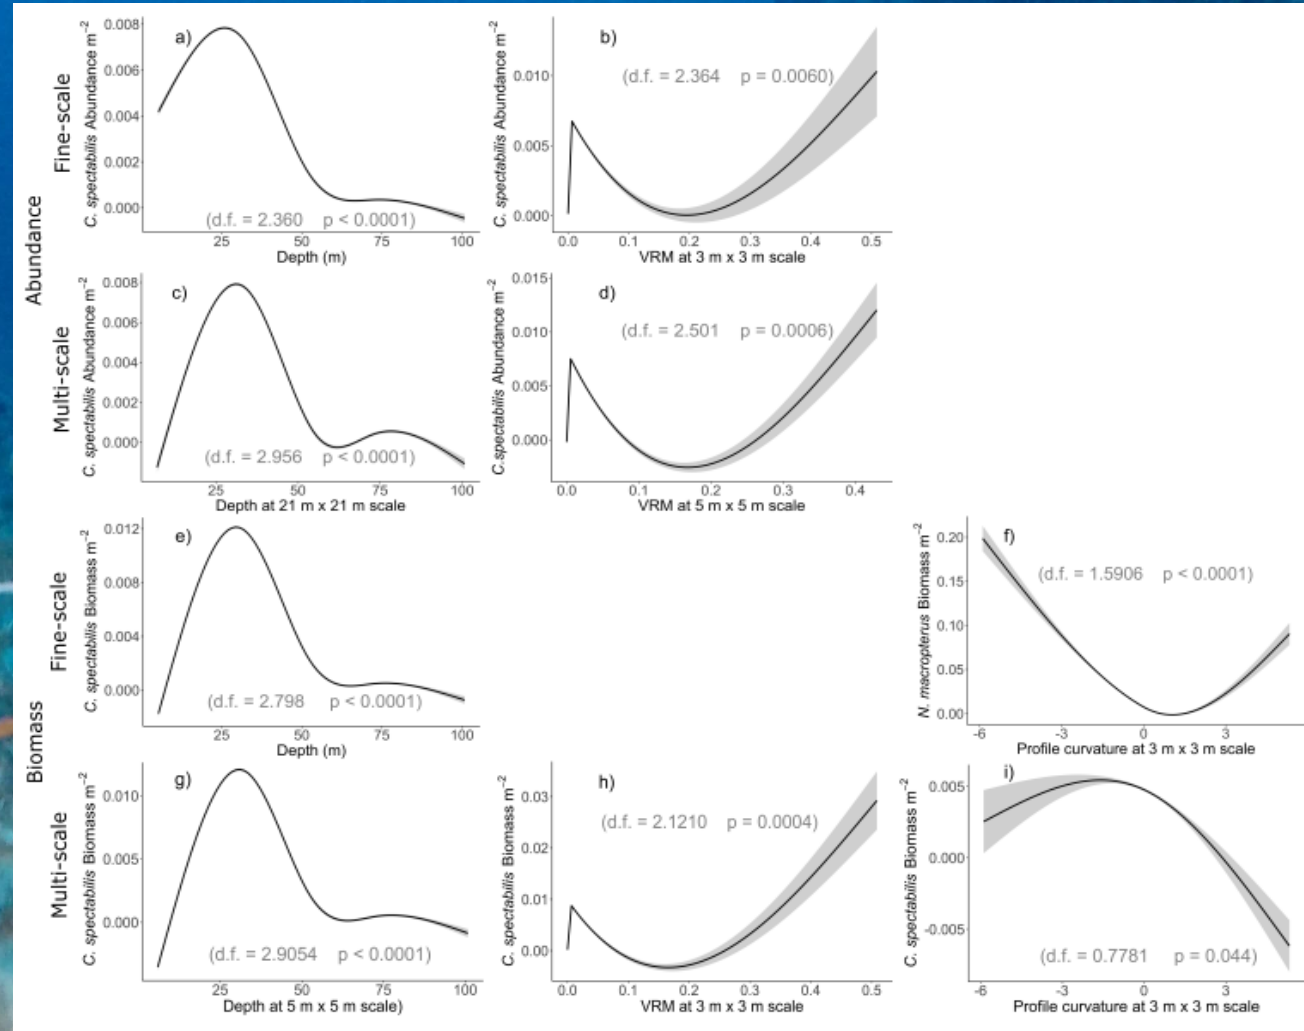 Abundance
Fine-scale
a)
C. spectabilis Abundance m⁻²
0.008
0.006
0.004
0.002
0.000
(d.f. = 2.360 p < 0.0001)
25 50 75 100
Depth (m)
b)
C. spectabilis Abundance m⁻²
0.010
0.005
0.000
(d.f. = 2.364 p = 0.0060)
0.0 0.1 0.2 0.3 0.4 0.5
VRM at 3 m x 3 m scale
Multi-scale
c)
C. spectabilis Abundance m⁻²
0.008
0.006
0.004
0.002
0.000
(d.f. = 2.956 p < 0.0001)
25 50 75 100
Depth at 21 m x 21 m scale
d)
C.spectabilis Abundance m⁻²
0.015
0.010
0.005
0.000
(d.f. = 2.501 p = 0.0006)
0.0 0.1 0.2 0.3 0.4
VRM at 5 m x 5 m scale
Biomass
Fine-scale
e)
C. spectabilis Biomass m⁻²
0.012
0.008
0.004
0.000
(d.f. = 2.798 p < 0.0001)
25 50 75 100
Depth (m)
f)
N. macropterus Biomass m⁻²
0.20
0.15
0.10
0.05
0.00
(d.f. = 1.5906 p < 0.0001)
-6 -3 0 3
Profile curvature at 3 m x 3 m scale
Multi-scale
g)
C. spectabilis Biomass m⁻²
0.010
0.005
0.000
(d.f. = 2.9054 p < 0.0001)
25 50 75 100
Depth at 5 m x 5 m scale)
h)
C. spectabilis Biomass m⁻²
0.03
0.02
0.01
0.00
(d.f. = 2.1210 p = 0.0004)
0.0 0.1 0.2 0.3 0.4 0.5
VRM at 3 m x 3 m scale
i)
C. spectabilis Biomass m⁻²
0.005
0.000
-0.005
(d.f. = 0.7781 p = 0.044)
-6 -3 0 3
Profile curvature at 3 m x 3 m scale